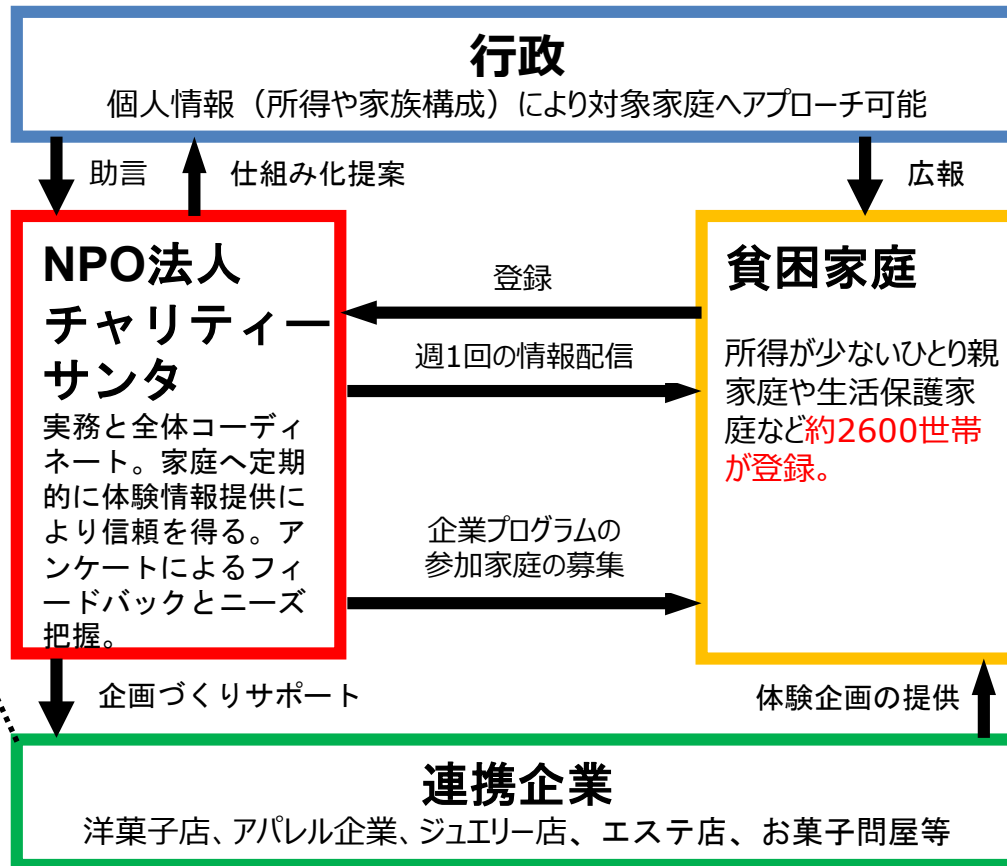 行政
個人情報（所得や家族構成）により対象家庭へアプローチ可能
助言
仕組み化提案
広報
NPO法人
チャリティー
サンタ
実務と全体コーディ
ネート。家庭へ定期
的に体験情報提供に
より信頼を得る。ア
ンケートによるフィ
ードバックとニーズ
把握。
登録
週1回の情報配信
企業プログラムの
参加家庭の募集
貧困家庭
所得が少ないひとり親
家庭や生活保護家
庭など約2600世帯
が登録。
企画づくりサポート
体験企画の提供
連携企業
洋菓子店、アパレル企業、ジュエリー店、エステ店、お菓子問屋等